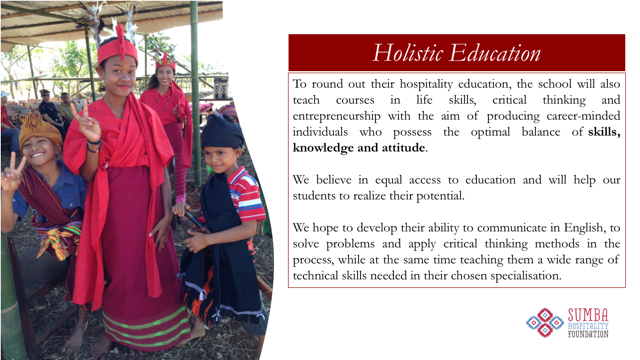 Holistic Education
To round out their hospitality education, the school will also
teach courses in life skills, critical thinking and
entrepreneurship with the aim of producing career-minded
individuals who possess the optimal balance of skills,
knowledge and attitude.
We believe in equal access to education and will help our
students to realize their potential.
We hope to develop their ability to communicate in English, to
solve problems and apply critical thinking methods in the
process, while at the same time teaching them a wide range of
technical skills needed in their chosen specialisation.
SUMBA
HOSPITALITY
FOUNDATION